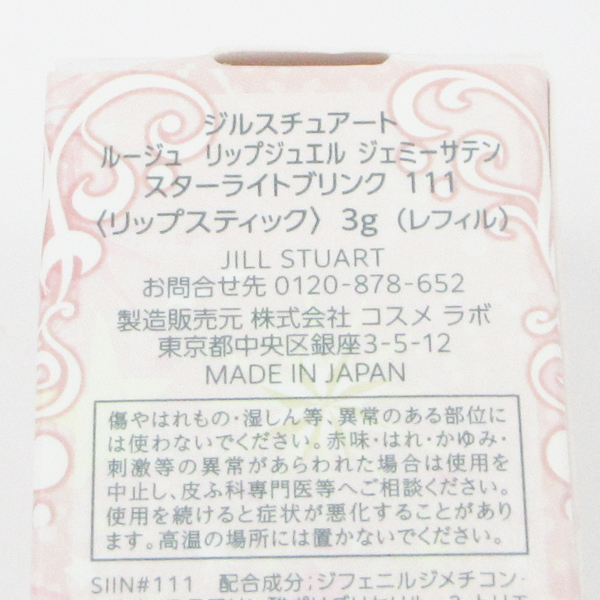 ジルスチュアート
ルージュ リップジュエル ジェミーサテン
スターライトブリンク 111
〈リップスティック〉 3g (レフィル)
JILL STUART
お問合せ先 0120-878-652
製造販売元 株式会社 コスメ ラボ
東京都中央区銀座3-5-12
MADE IN JAPAN
傷やはれもの・湿しん等、異常のある部位に
は使わないでください。赤味・はれ・かゆみ・
刺激等の異常があらわれた場合は使用を
中止し、皮ふ科専門医等へご相談ください。
使用を続けると症状が悪化することがあり
ます。高温の場所には置かないでください。
SIIN#111 配合成分;ジフェニルジメチコン・